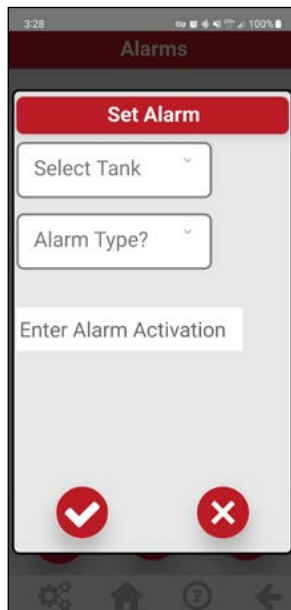 3:28
100%
Alarms
Set Alarm
Select Tank
Alarm Type?
Enter Alarm Activation
?